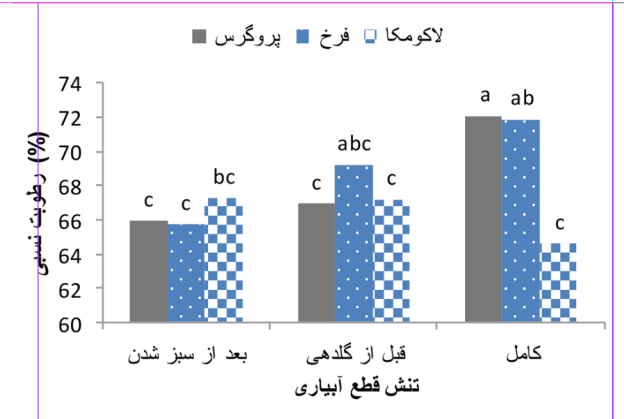 پروگرس فرخ لاکومکا
74
72
70
68
66
64
62
60
رطوبت نسبی (%)
c c bc
c abc c
a ab c
بعد از سبز شدن قبل از گلدهی کامل
تنش قطع آبیاری